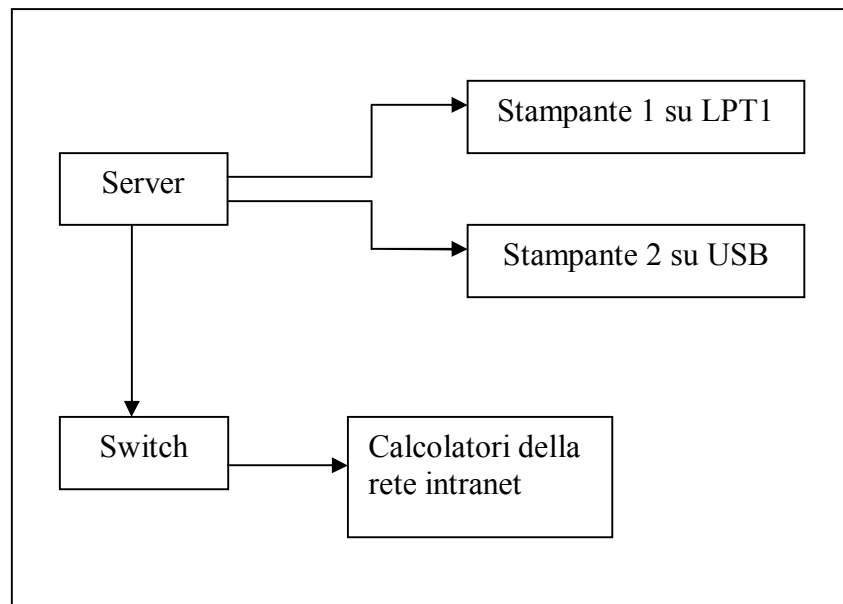 Stampante 1 su LPT1
Server
Stampante 2 su USB
Switch
Calcolatori della
rete intranet